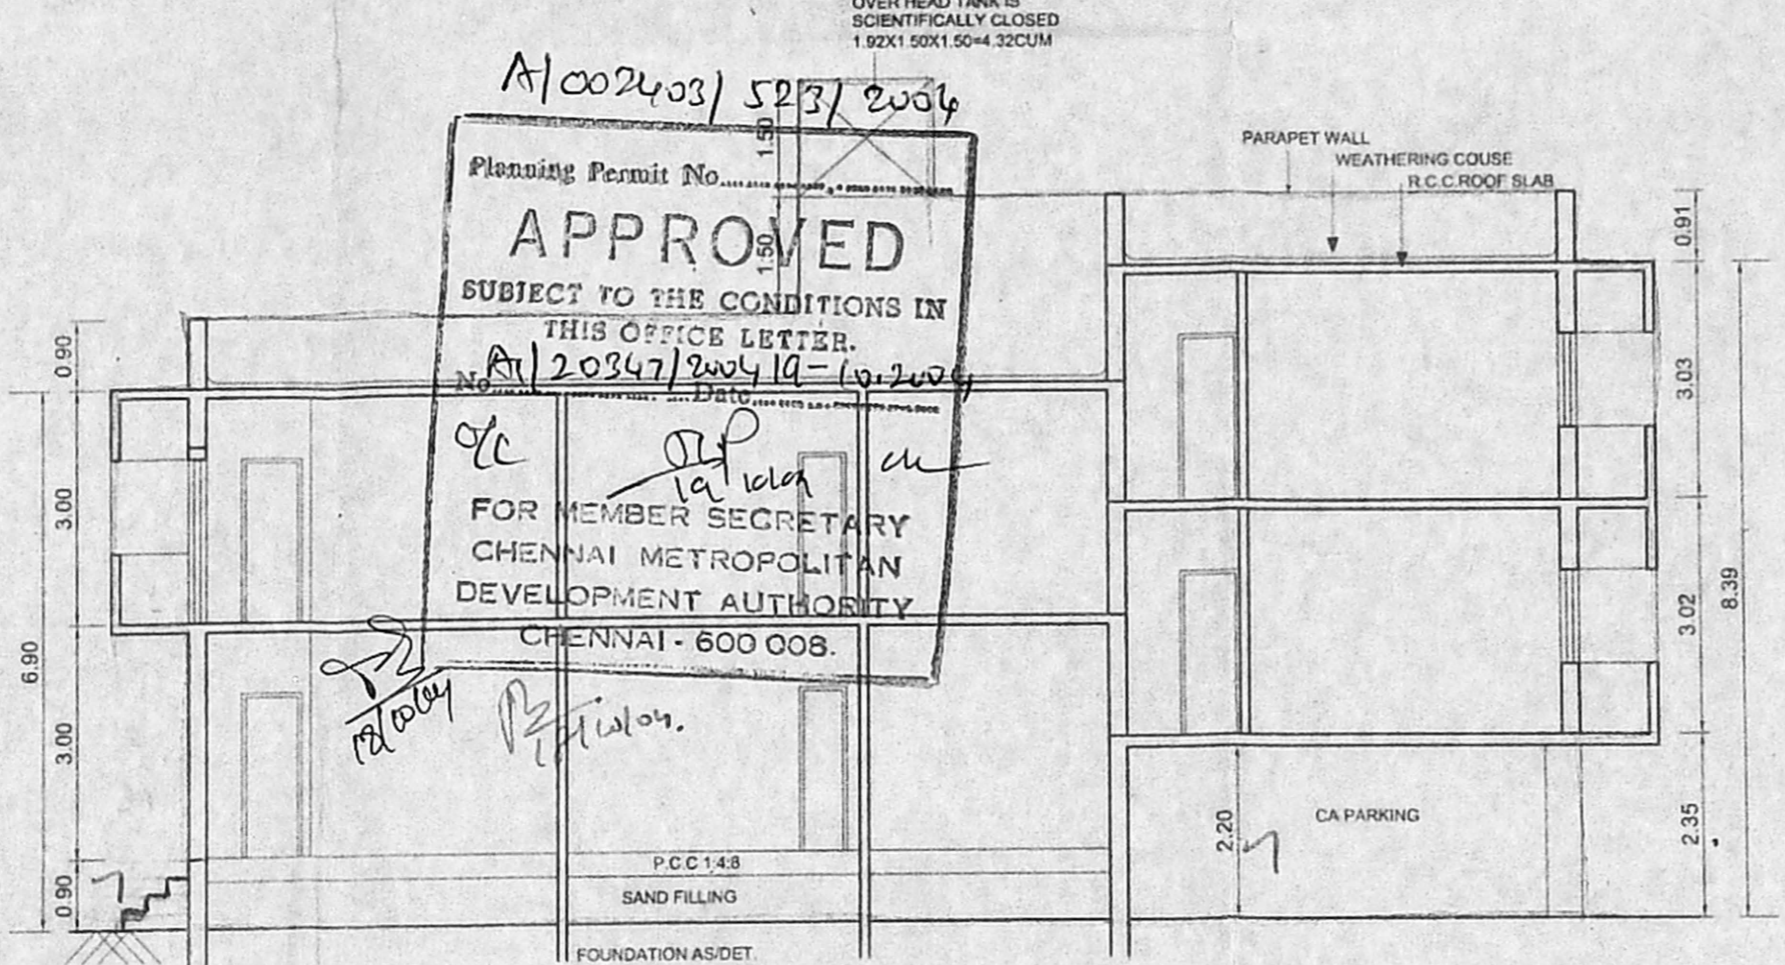 OVER HEAD TANK IS
SCIENTIFICALLY CLOSED
1.92X1.50X1.50=4.32CUM
A/002403/523/2004
1.50
Planning Permit No
APPROVED
1.50
SUBJECT TO THE CONDITIONS IN
THIS OFFICE LETTER.
A1/20347/2004
19-10.2004
No. Date
FOR MEMBER SECRETARY
CHENNAI METROPOLITAN
DEVELOPMENT AUTHORITY
CHENNAI - 600 008.
PARAPET WALL
WEATHERING COUSE
R.C.C.ROOF SLAB
0.90
3.00
6.90
3.00
0.90
0.91
3.03
3.02
8.39
2.35
2.20
CA PARKING
P.C.C 1:4:8
SAND FILLING
FOUNDATION AS/DET.